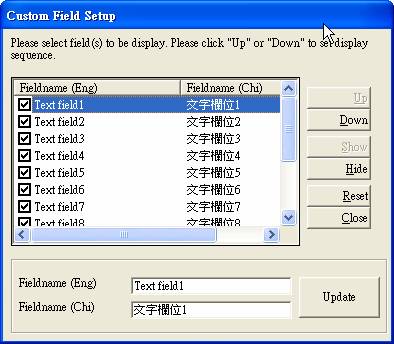 Custom Field Setup
Please select field(s) to be display. Please click "Up" or "Down" to set display
sequence.
Fieldname (Eng) Fieldname (Chi)
Text field1 文字欄位1
Text field2 文字欄位2
Text field3 文字欄位3
Text field4 文字欄位4
Text field5 文字欄位5
Text field6 文字欄位6
Text field7 文字欄位7
Text field8 文字欄位8
Up
Down
Show
Hide
Reset
Close
Fieldname (Eng) Text field1
Fieldname (Chi) 文字欄位1
Update